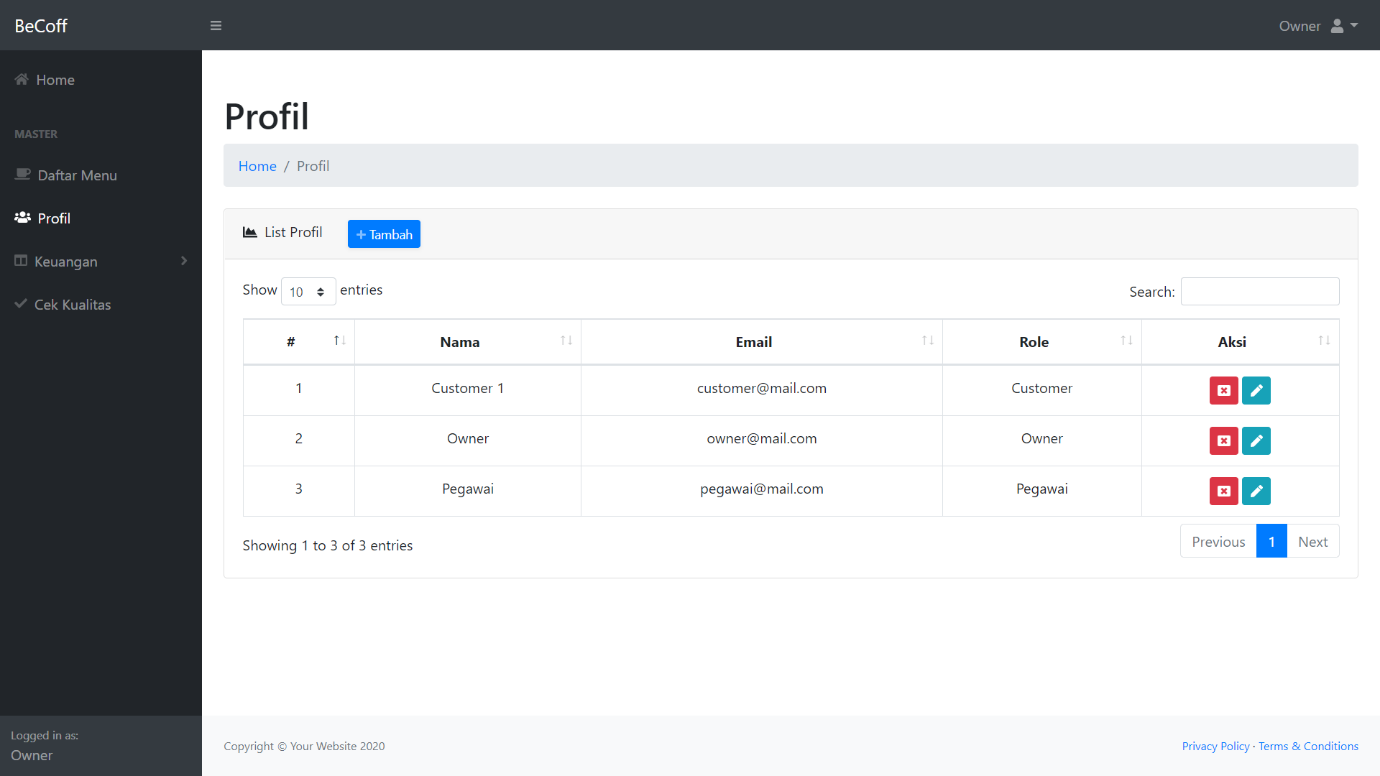 BeCoff
Owner
Home
MASTER
Daftar Menu
Profil
Keuangan
Cek Kualitas
Logged in as:
Owner
Profil
Home / Profil
List Profil + Tambah
Show 10 entries Search:
# Nama Email Role Aksi
1 Customer 1 customer@mail.com Customer
2 Owner owner@mail.com Owner
3 Pegawai pegawai@mail.com Pegawai
Showing 1 to 3 of 3 entries Previous 1 Next
Copyright © Your Website 2020 Privacy Policy · Terms & Conditions